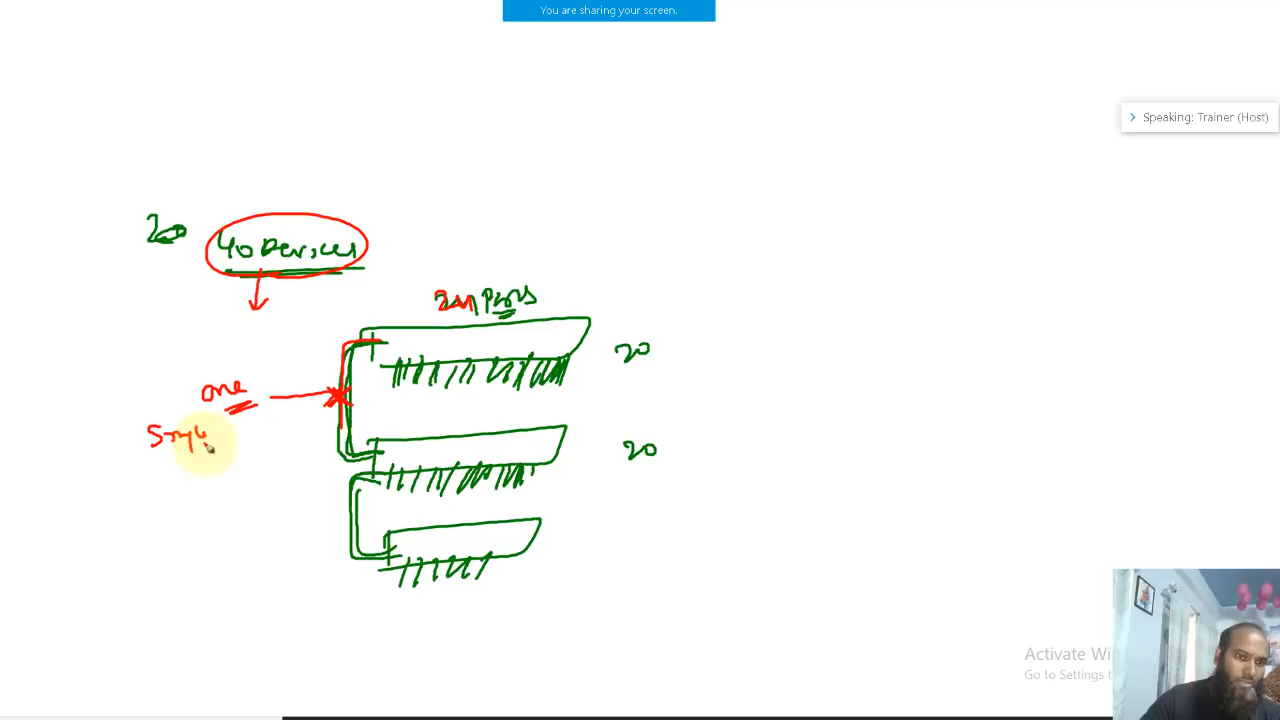 You are sharing your screen.
Speaking: Trainer (Host)
20
40 Devices
24 Ports
20
one
20
Activate Wi
Go to Settings t